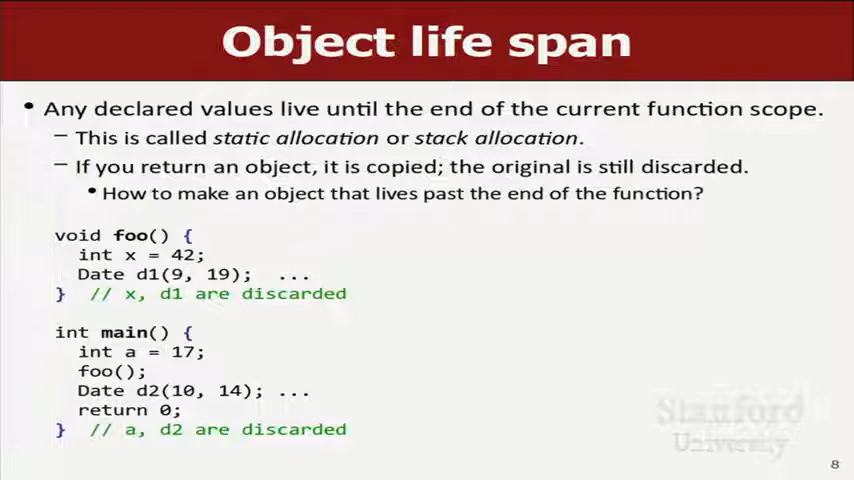 Object life span
• Any declared values live until the end of the current function scope.
– This is called static allocation or stack allocation.
– If you return an object, it is copied; the original is still discarded.
• How to make an object that lives past the end of the function?
void foo() {
int x = 42;
Date d1(9, 19);  ...
}  // x, d1 are discarded
int main() {
int a = 17;
foo();
Date d2(10, 14); ...
return 0;
}  // a, d2 are discarded
Stanford
University
8